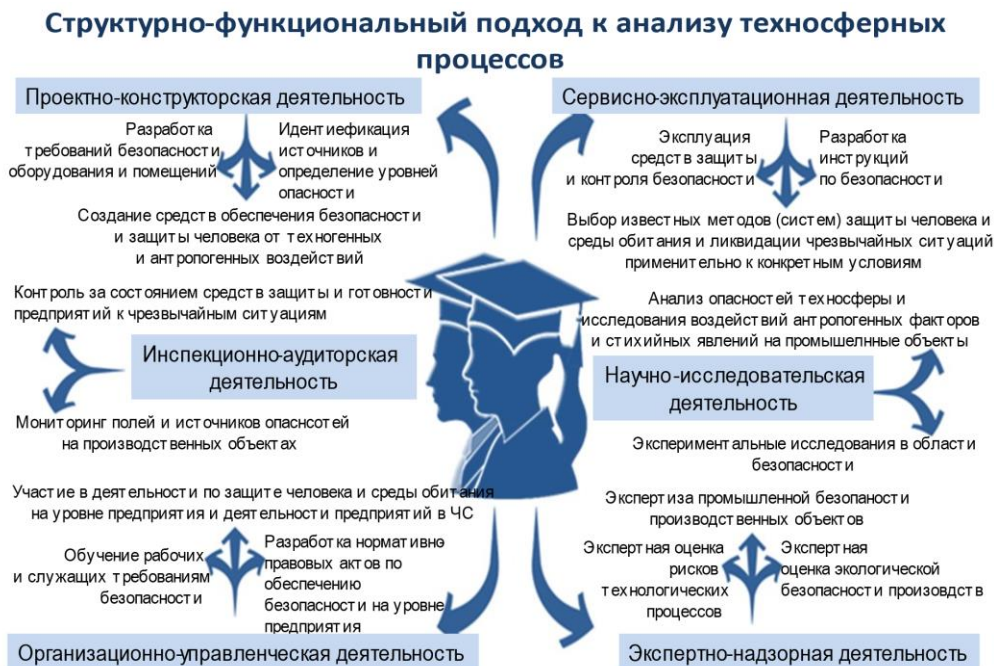 Структурно-функциональный подход к анализу техносферных
процессов
Проектно-конструкторская деятельность
Разработка
требований безопасности
оборудования и помещений
Идентиефикация
источников и
определение уровней
опасности
Создание средств обеспечения безопасности
и защиты человека от техногенных
и антропогенных воздействий
Сервисно-эксплуатационная деятельность
Эксплуация
средств защиты
и контроля безопасности
Разработка
инструкций
по безопасности
Выбор известных методов (систем) защиты человека и
среды обитания и ликвидации чрезвычайных ситуаций
применительно к конкретным условиям
Контроль за состоянием средств защиты и готовности
предприятий к чрезвычайным ситуациям
Инспекционно-аудиторская
деятельность
Мониторинг полей и источников опаснсотей
на производственных объектах
Анализ опасностей техносферы и
исследования воздействий антропогенных факторов
и стихийных явлений на промышелнные объекты
Научно-исследовательская
деятельность
Экспериментальные исследования в области
безопасности
Участие в деятельности по защите человека и среды обитания
на уровне предприятия и деятельности предприятий в ЧС
Обучение рабочих
и служащих требованиям
безопасности
Разработка нормативно-
правовых актов по
обеспечению
безопасности на уровне
предприятия
Организационно-управленческая деятельность
Экспертиза промышленной безопаности
производственных объектов
Экспертная оценка
рисков
технологических
процессов
Экспертная
оценка экологической
безопасности произовдств
Экспертно-надзорная деятельность